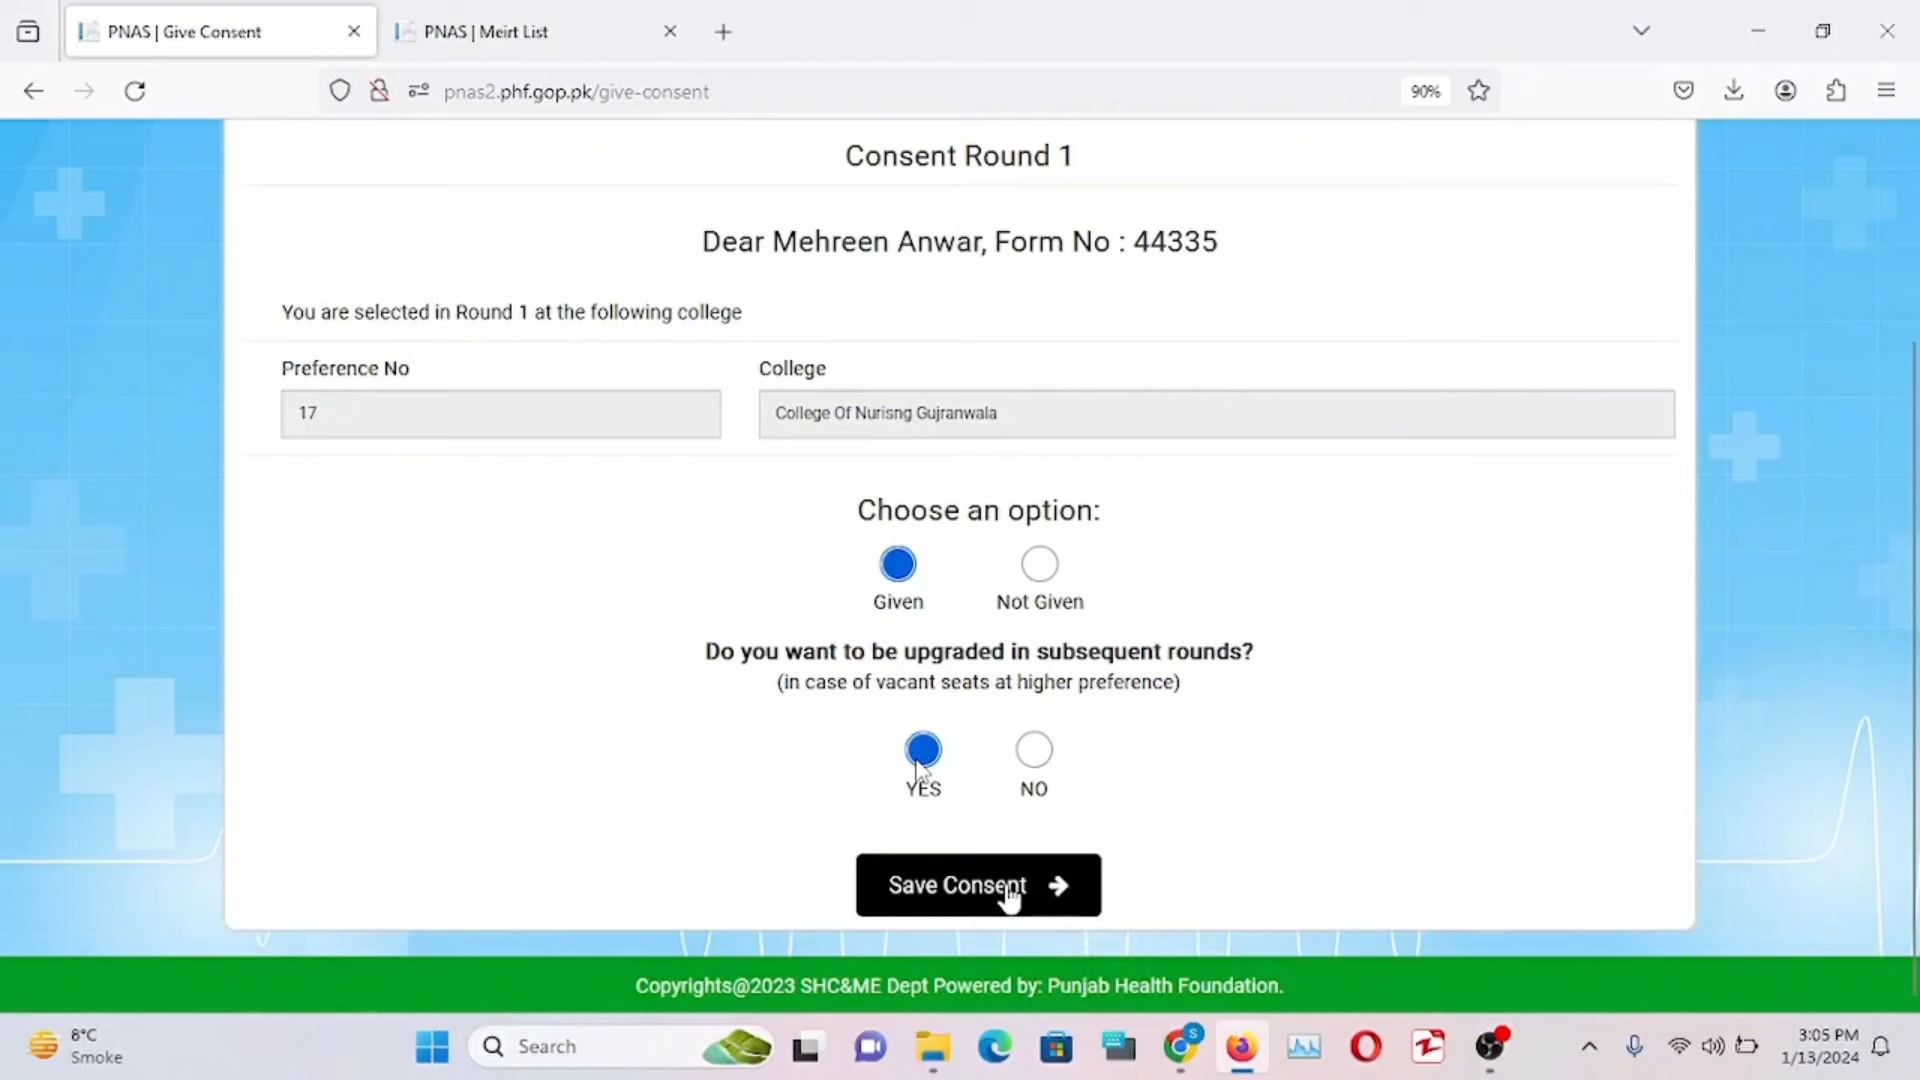 PNAS | Give Consent
PNAS | Meirt List
pnas2.phf.gop.pk/give-consent
90%
Consent Round 1
Dear Mehreen Anwar, Form No : 44335
You are selected in Round 1 at the following college
Preference No
College
17
College Of Nurisng Gujranwala
Choose an option:
Given
Not Given
Do you want to be upgraded in subsequent rounds?
(in case of vacant seats at higher preference)
YES
NO
Save Consent
Copyrights@2023 SHC&ME Dept Powered by: Punjab Health Foundation.
8°C
Smoke
Search
S
3:05 PM
1/13/2024